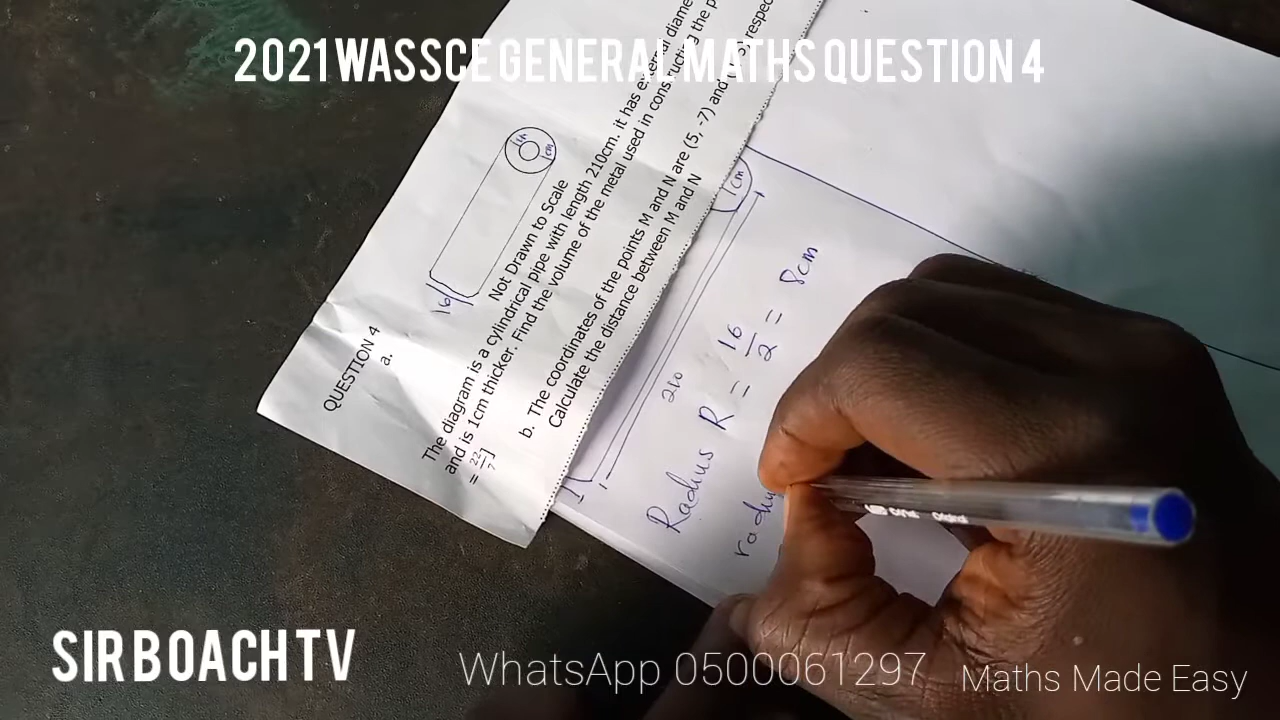 2021 WASSCE GENERAL MATHS QUESTION 4
QUESTION 4
a.
16
14
1cm
Not Drawn to Scale
The diagram is a cylindrical pipe with length 210cm. it has external
and is 1cm thicker. Find the volume of the metal used in constructing the
= 22/7]
b. The coordinates of the points M and N are (5, -7) and
Calculate the distance between M and N
1cm
210
Radius R = 16/2 = 8cm
radiu
SIR BOACH TV
WhatsApp 0500061297
Maths Made Easy